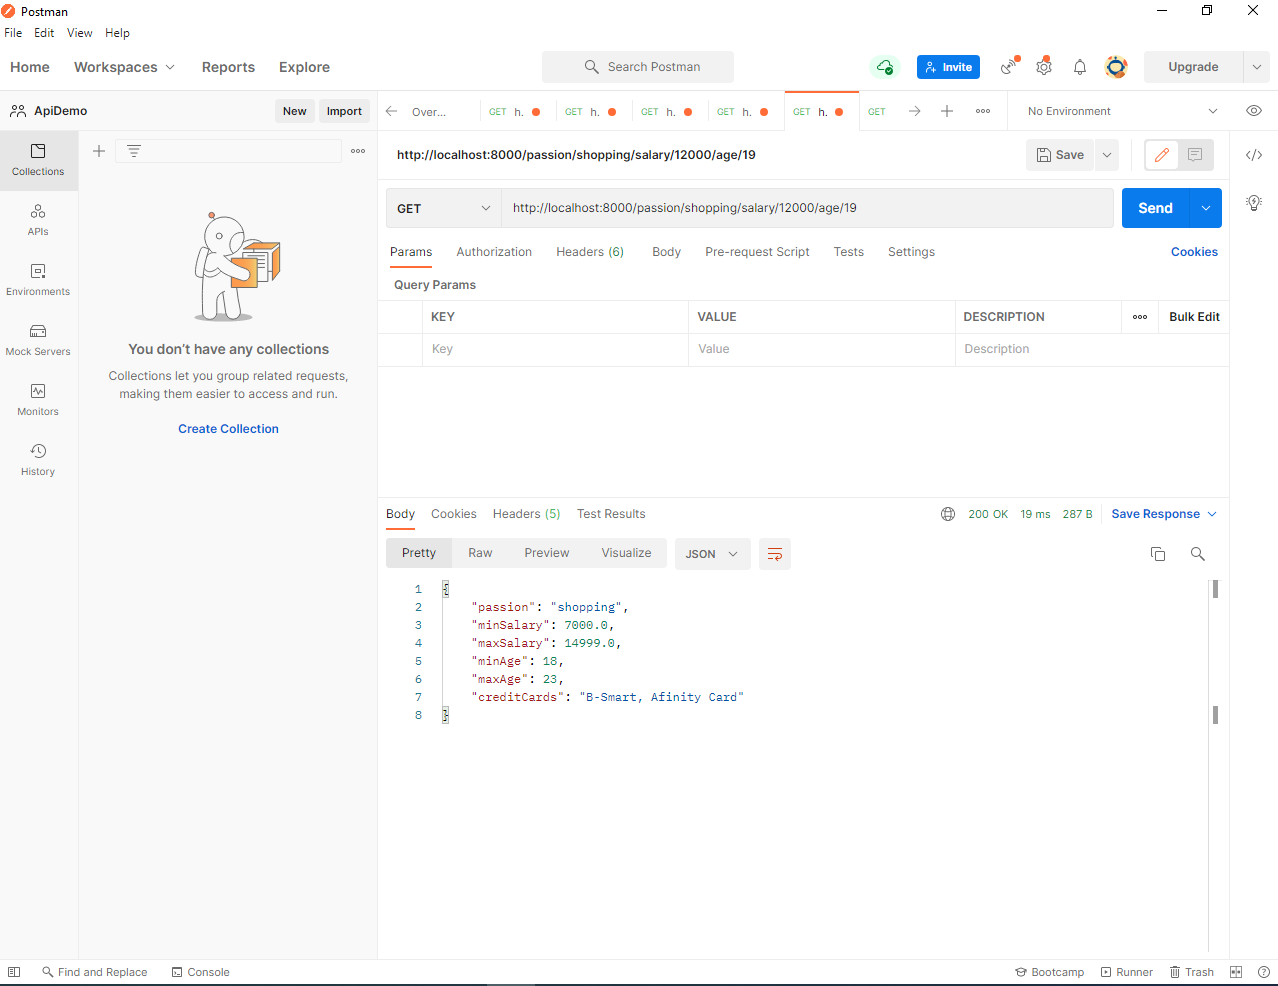 Postman
File Edit View Help
Home Workspaces Reports Explore Search Postman Invite Upgrade
ApiDemo New Import Over... GET h. GET h. GET h. GET h. GET h. GET No Environment
http://localhost:8000/passion/shopping/salary/12000/age/19 Save
Collections
GET http://localhost:8000/passion/shopping/salary/12000/age/19 Send
APIs
Params Authorization Headers (6) Body Pre-request Script Tests Settings Cookies
Query Params
Environments
KEY VALUE DESCRIPTION Bulk Edit
Key Value Description
Mock Servers
You don't have any collections
Collections let you group related requests,
making them easier to access and run.
Create Collection
Monitors
History
Body Cookies Headers (5) Test Results 200 OK 19 ms 287 B Save Response
Pretty Raw Preview Visualize JSON
1 {
2 "passion": "shopping",
3 "minSalary": 7000.0,
4 "maxSalary": 14999.0,
5 "minAge": 18,
6 "maxAge": 23,
7 "creditCards": "B-Smart, Afinity Card"
8 }
Find and Replace Console Bootcamp Runner Trash